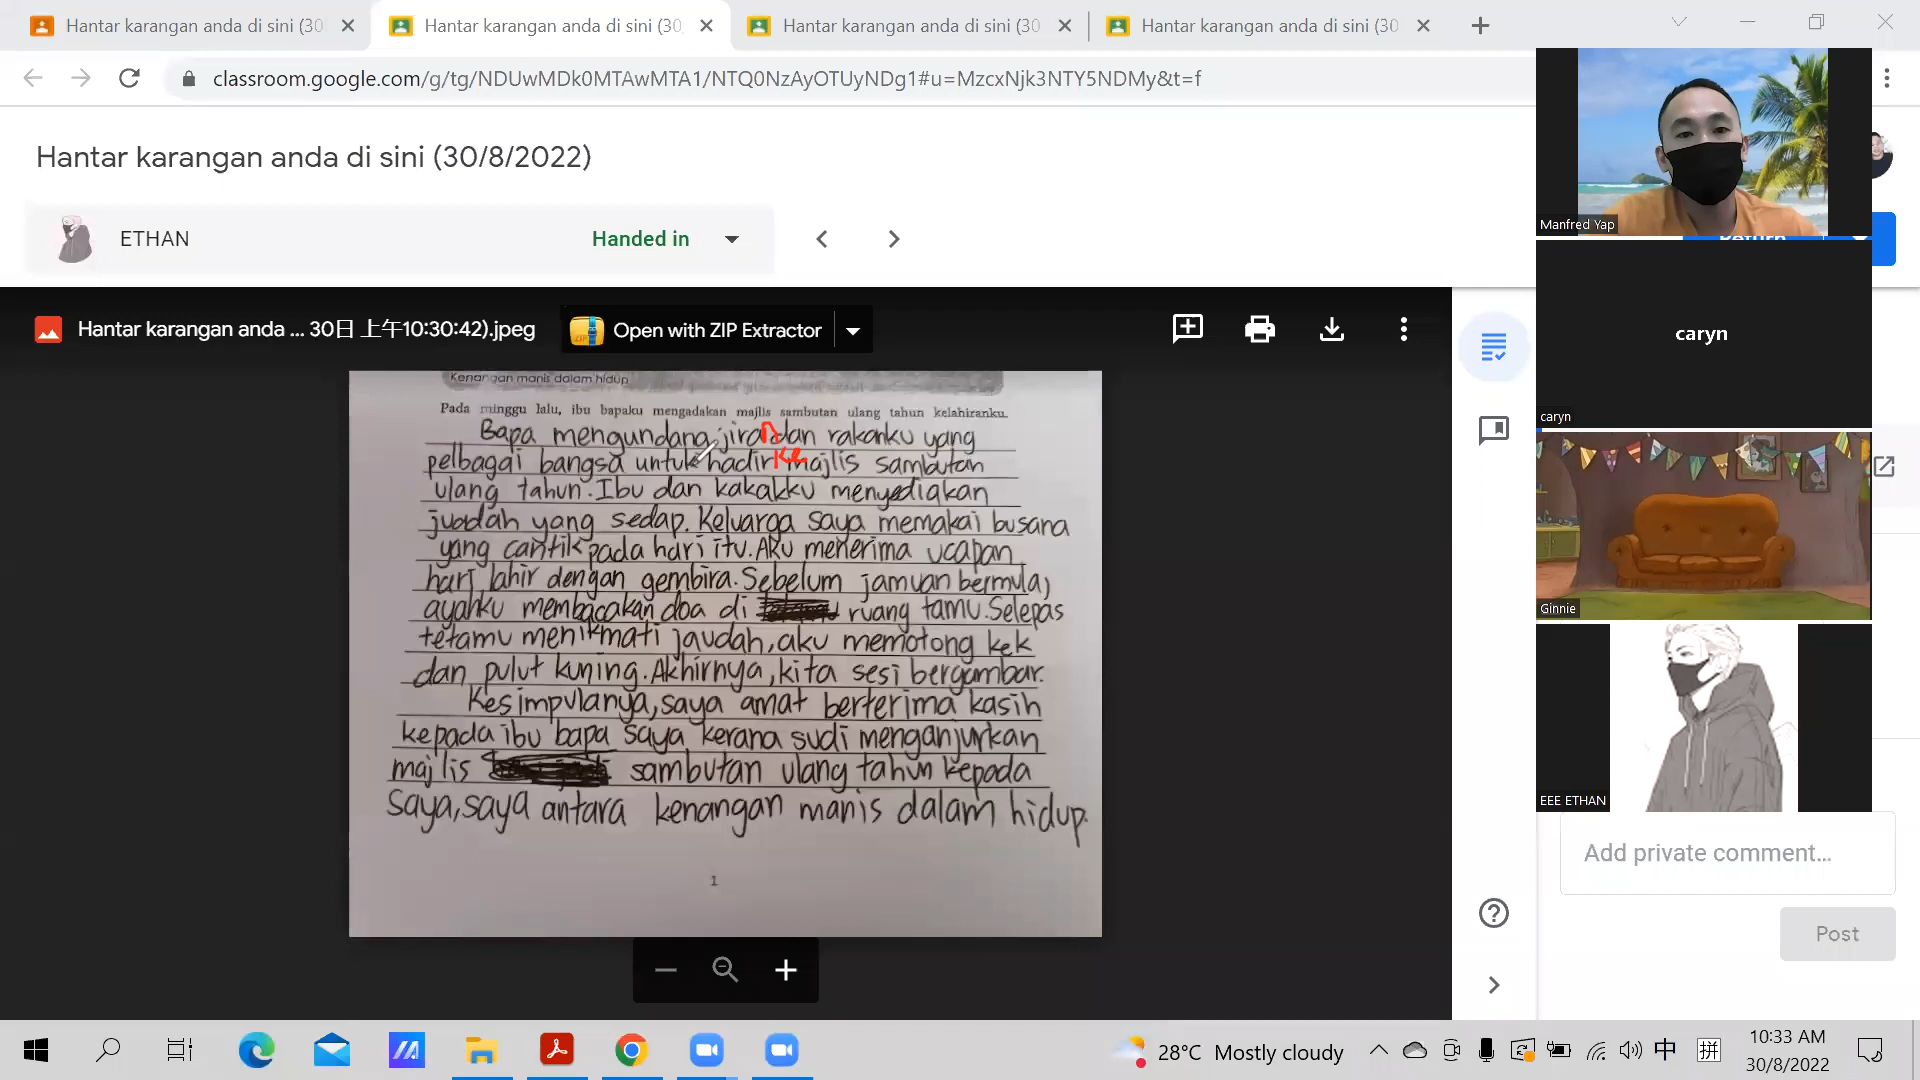 Hantar karangan anda di sini (30
Hantar karangan anda di sini (30
Hantar karangan anda di sini (30
Hantar karangan anda di sini (30
classroom.google.com/g/tg/NDUwMDk0MTAwMTA1/NTQ0NzAyOTUyNDg1#u=MzcxNjk3NTY5NDMy&t=f
Hantar karangan anda di sini (30/8/2022)
ETHAN
Handed in
Hantar karangan anda ... 30日 上午10:30:42).jpeg
Open with ZIP Extractor
Kenangan manis dalam hidup
Pada minggu lalu, ibu bapaku mengadakan majlis sambutan ulang tahun kelahiranku.
Bapa mengundang jiran dan rakanku yang
pelbagai bangsa untuk hadir ke majlis sambutan
ulang tahun. Ibu dan kakakku menyediakan
juadah yang sedap. Keluarga saya memakai busana
yang cantik pada hari itu. Aku menerima ucapan
hari lahir dengan gembira. Sebelum jamuan bermula,
ayahku membacakan doa di ruang tamu. Selepas
tetamu menikmati jaudah, aku memotong kek
dan pulut kuning. Akhirnya, kita sesi bergambar.
Kesimpulanya, saya amat berterima kasih
kepada ibu bapa saya kerana sudi menganjurkan
majlis sambutan ulang tahun kepada
saya, saya antara kenangan manis dalam hidup.
1
Manfred Yap
Return
caryn
caryn
Ginnie
EEE ETHAN
Add private comment...
Post
28°C Mostly cloudy
中
拼
10:33 AM
30/8/2022